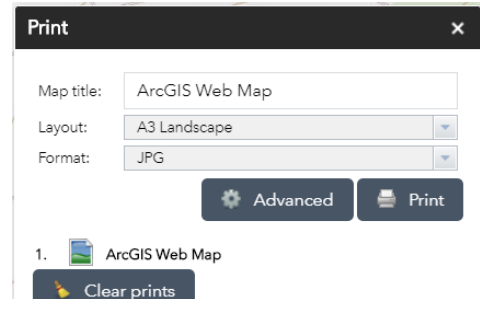 Print
Map title: ArcGIS Web Map
Layout: A3 Landscape
Format: JPG
Advanced Print
1. ArcGIS Web Map
Clear prints